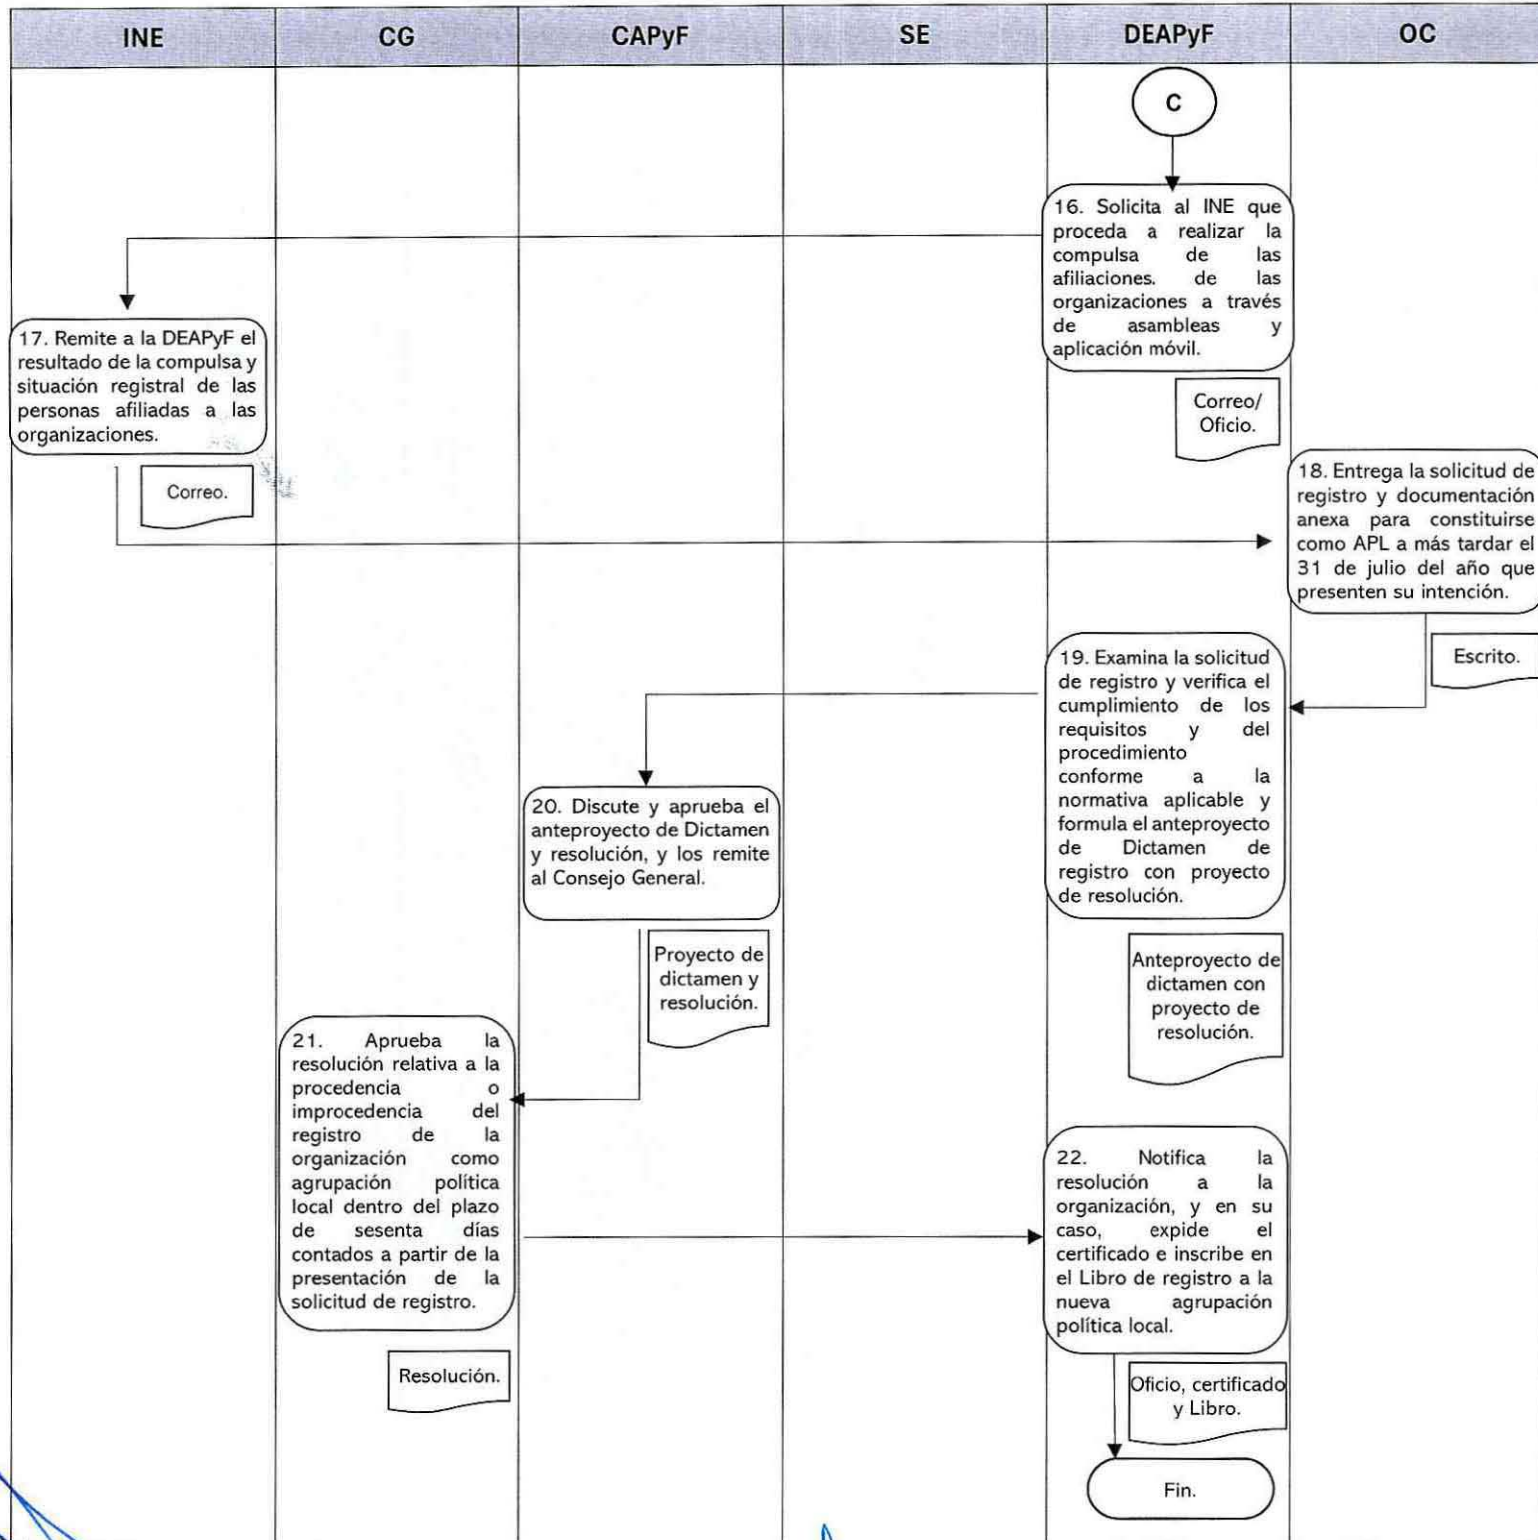 INE CG CAPyF SE DEAPyF OC
C
16. Solicita al INE que
proceda a realizar la
compulsa de las
afiliaciones. de las
organizaciones a través
de asambleas y
aplicación móvil.
Correo/
Oficio.
17. Remite a la DEAPyF el
resultado de la compulsa y
situación registral de las
personas afiliadas a las
organizaciones.
Correo.
18. Entrega la solicitud de
registro y documentación
anexa para constituirse
como APL a más tardar el
31 de julio del año que
presenten su intención.
Escrito.
19. Examina la solicitud
de registro y verifica el
cumplimiento de los
requisitos y del
procedimiento
conforme a la
normativa aplicable y
formula el anteproyecto
de Dictamen de
registro con proyecto
de resolución.
Anteproyecto de
dictamen con
proyecto de
resolución.
20. Discute y aprueba el
anteproyecto de Dictamen
y resolución, y los remite
al Consejo General.
Proyecto de
dictamen y
resolución.
21. Aprueba la
resolución relativa a la
procedencia o
improcedencia del
registro de la
organización como
agrupación política
local dentro del plazo
de sesenta días
contados a partir de la
presentación de la
solicitud de registro.
Resolución.
22. Notifica la
resolución a la
organización, y en su
caso, expide el
certificado e inscribe en
el Libro de registro a la
nueva agrupación
política local.
Oficio, certificado
y Libro.
Fin.